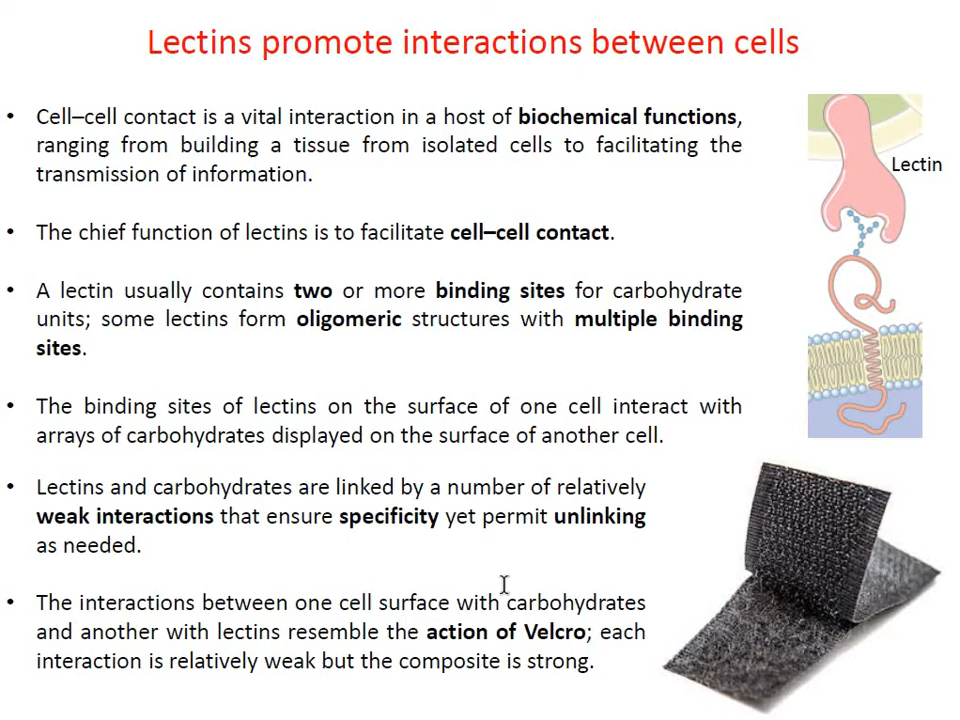 Lectins promote interactions between cells
• Cell–cell contact is a vital interaction in a host of biochemical functions,
ranging from building a tissue from isolated cells to facilitating the
transmission of information.
• The chief function of lectins is to facilitate cell–cell contact.
• A lectin usually contains two or more binding sites for carbohydrate
units; some lectins form oligomeric structures with multiple binding
sites.
• The binding sites of lectins on the surface of one cell interact with
arrays of carbohydrates displayed on the surface of another cell.
• Lectins and carbohydrates are linked by a number of relatively
weak interactions that ensure specificity yet permit unlinking
as needed.
• The interactions between one cell surface with carbohydrates
and another with lectins resemble the action of Velcro; each
interaction is relatively weak but the composite is strong.
Lectin